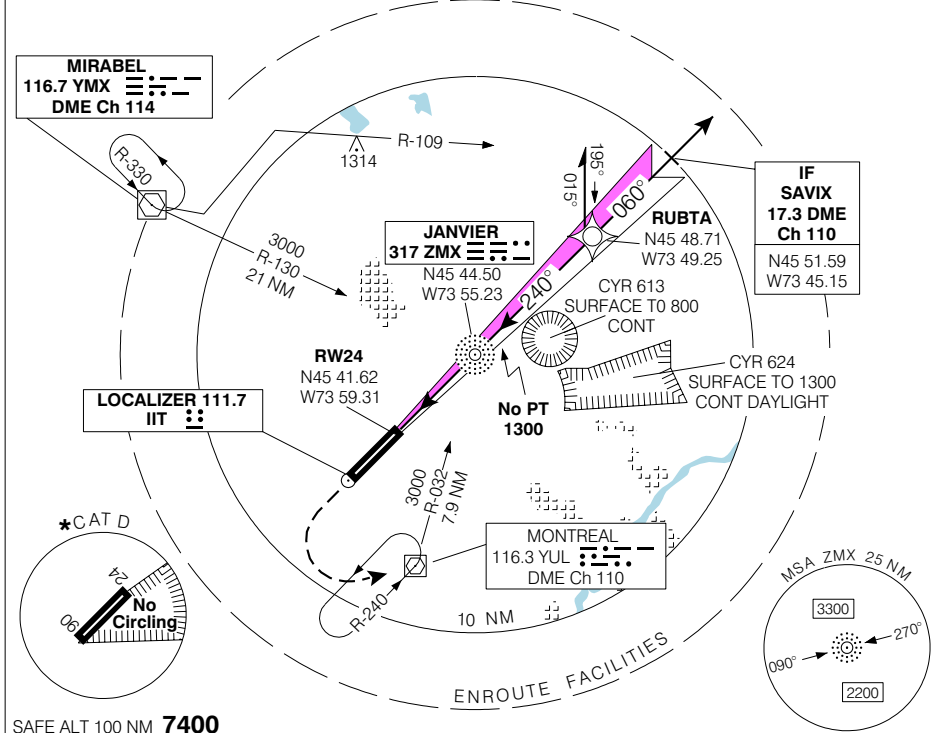 MIRABEL
116.7 YMX
DME Ch 114
R-330
1314
R-109
3000
R-130
21 NM
JANVIER
317 ZMX
N45 44.50
W73 55.23
015°
195°
060°
240°
RUBTA
N45 48.71
W73 49.25
IF
SAVIX
17.3 DME
Ch 110
N45 51.59
W73 45.15
CYR 613
SURFACE T0 800
CONT
CYR 624
SURFACE TO 1300
CONT DAYLIGHT
RW24
N45 41.62
W73 59.31
No PT
1300
LOCALIZER 111.7
IIT
3000
R-032
7.9 NM
MONTREAL
116.3 YUL
DME Ch 110
R-240
10 NM
ENROUTE FACILITIES
*CAT D
24
06
No
Circling
MSA ZMX 25 NM
3300
090°
270°
2200
SAFE ALT 100 NM 7400